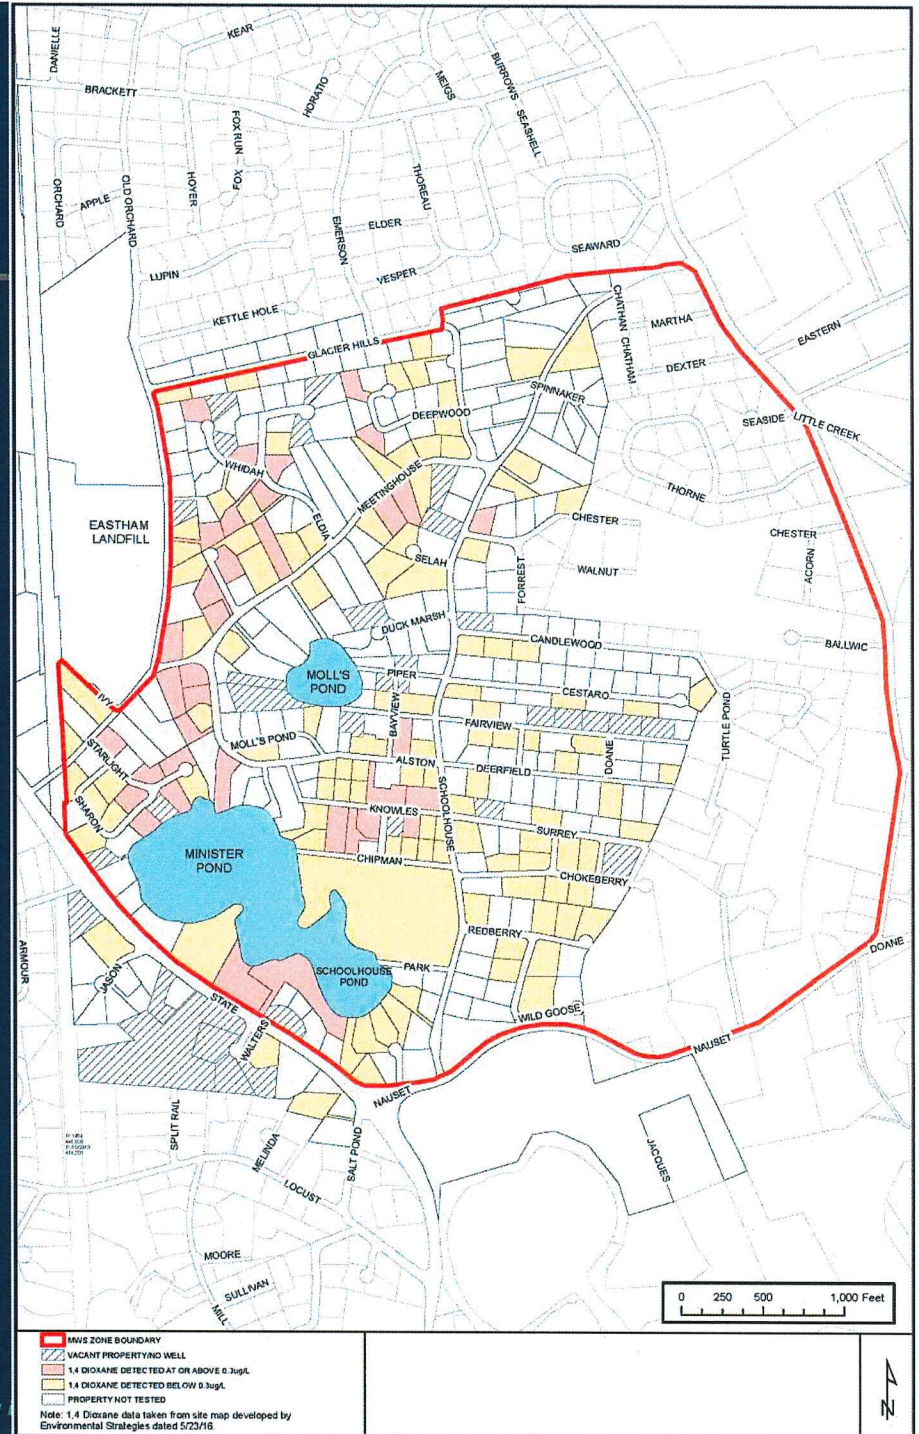 DANIELLE
KEAR
BRACKETT
HORATIO
MEIGS
BURROWS
SEASHELL
FOX RUN
FOX
ORCHARD
APPLE
OLD ORCHARD
HOYER
THOREAU
EMERSON
ELDER
LUPIN
VESPER
SEAWARD
KETTLE HOLE
GLACIER HILLS
CHATHAN
CHATHAM
MARTHA
DEXTER
EASTERN
SPINNAKER
DEEPWOOD
SEASIDE
LITTLE CREEK
WHIDAH
MEETINGHOUSE
THORNE
ELDIA
EASTHAM
LANDFILL
CHESTER
CHESTER
SELAH
FORREST
WALNUT
ACORN
DUCK MARSH
CANDLEWOOD
BALLWIC
MOLL'S
POND
PIPER
CESTARO
IVY
BAYVIEW
FAIRVIEW
TURTLE POND
MOLL'S POND
DOANE
STARLIGHT
ALSTON
DEERFIELD
SHARON
KNOWLES
SCHOOLHOUSE
SURREY
MINISTER
POND
CHIPMAN
CHOKEBERRY
REDBERRY
DOANE
ARMOUR
JASON
SCHOOLHOUSE
POND
PARK
STATE
WILD GOOSE
WALTERS
NAUSET
NAUSET
SPLIT RAIL
MELINDA
SALT POND
JACQUES
LOCUST
MOORE
SULLIVAN
MILL
0 250 500 1,000 Feet
MWS ZONE BOUNDARY
VACANT PROPERTY/NO WELL
1,4 DIOXANE DETECTED AT OR ABOVE 0.3ug/L
1,4 DIOXANE DETECTED BELOW 0.3ug/L
PROPERTY NOT TESTED
Note: 1,4 Dioxane data taken from site map developed by
Environmental Strategies dated 5/23/16.
N